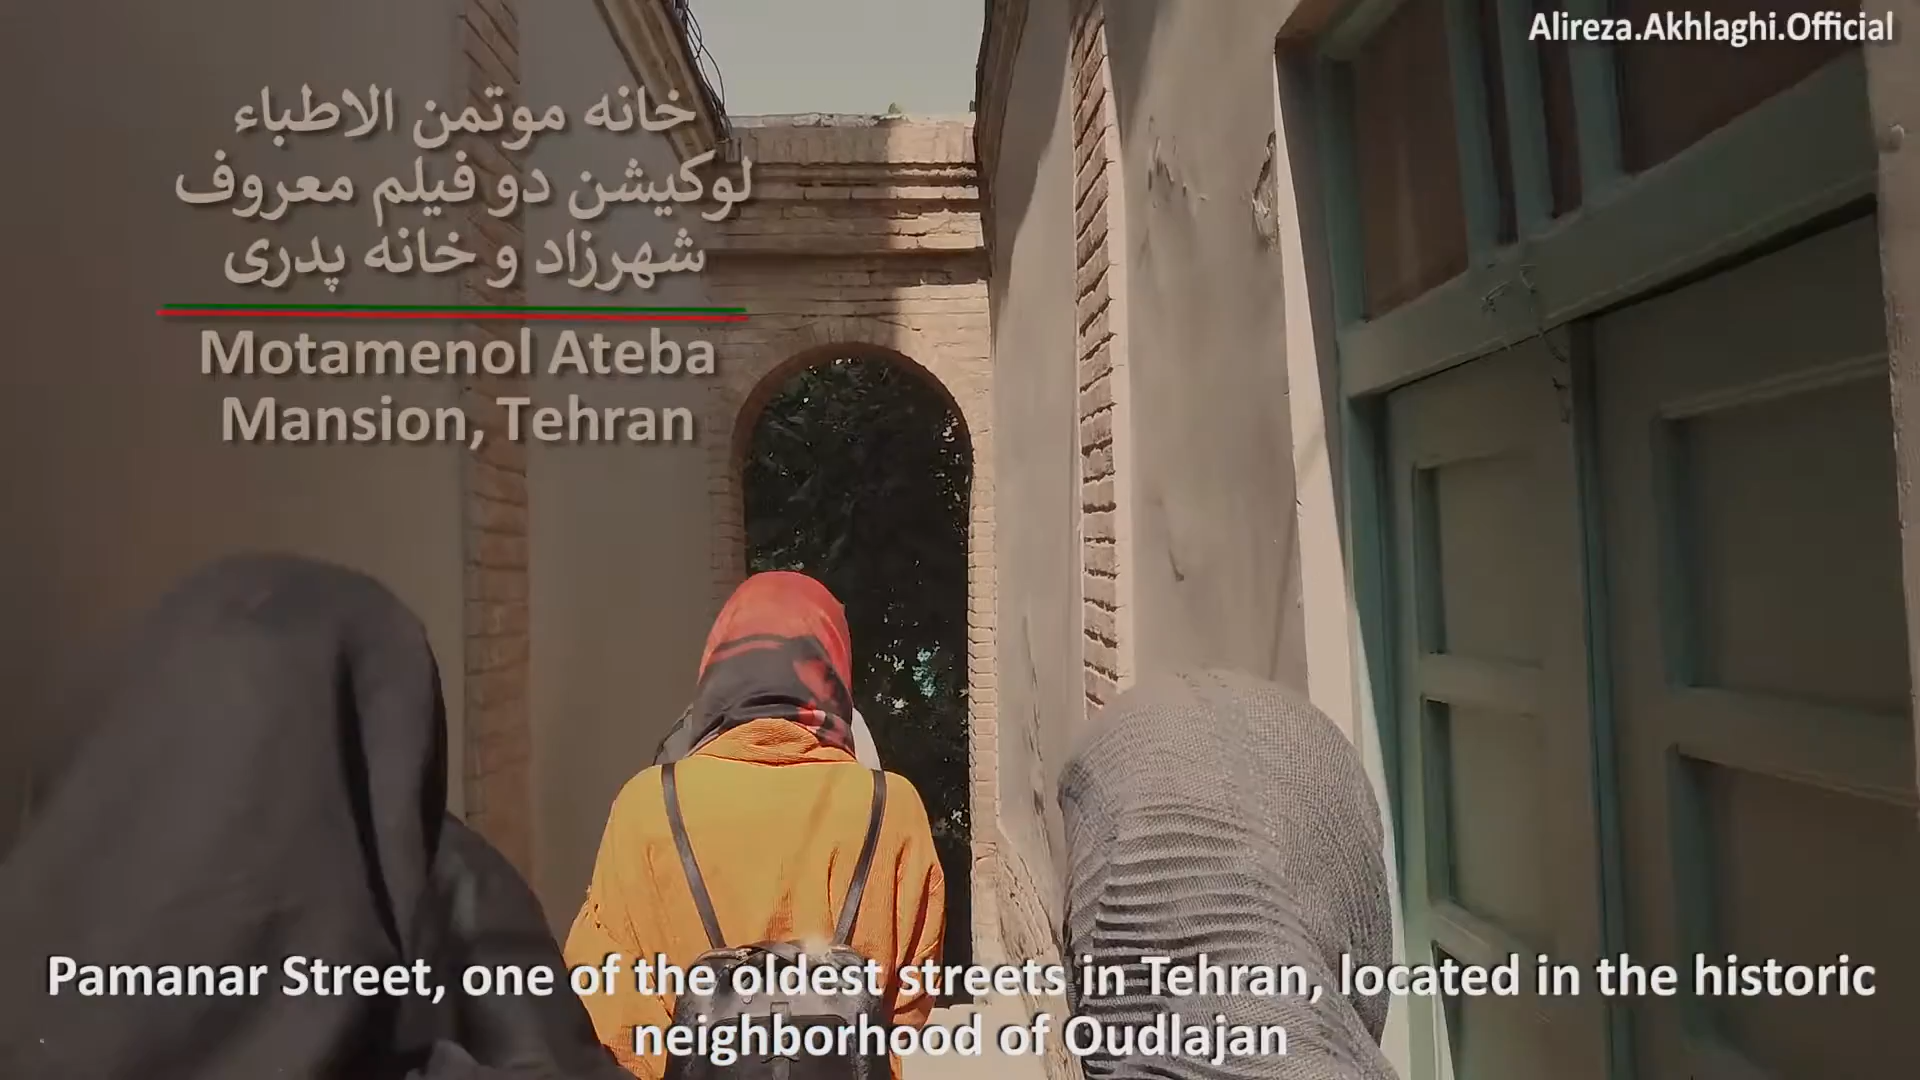 Alireza.Akhlaghi.Official
خانه موتمن الاطباء
لوکیشن دو فیلم معروف
شهرزاد و خانه پدری
Motamenol Ateba
Mansion, Tehran
Pamanar Street, one of the oldest streets in Tehran, located in the historic
neighborhood of Oudlajan